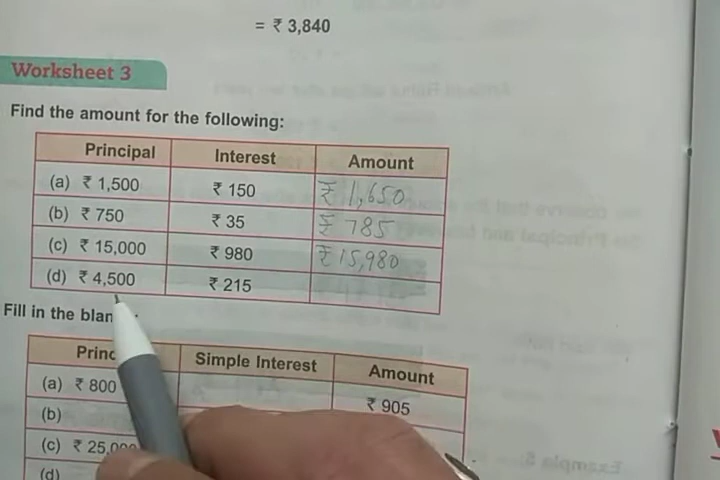 = ₹ 3,840
Worksheet 3
Find the amount for the following:
Principal Interest Amount
(a) ₹ 1,500 ₹ 150 ₹ 1,650
(b) ₹ 750 ₹ 35 ₹ 785
(c) ₹ 15,000 ₹ 980 ₹ 15,980
(d) ₹ 4,500 ₹ 215
Fill in the blan
Princ Simple Interest Amount
(a) ₹ 800 ₹ 905
(b)
(c) ₹ 25,000
(d)